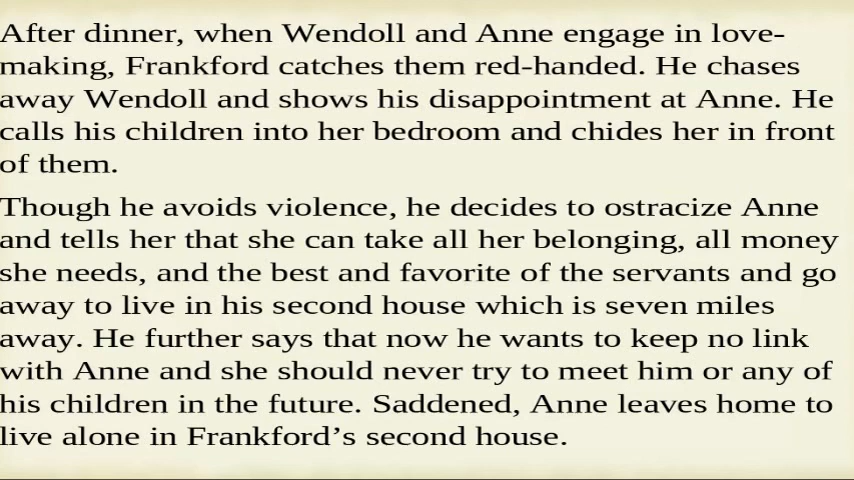 After dinner, when Wendoll and Anne engage in love-
making, Frankford catches them red-handed. He chases
away Wendoll and shows his disappointment at Anne. He
calls his children into her bedroom and chides her in front
of them.
Though he avoids violence, he decides to ostracize Anne
and tells her that she can take all her belonging, all money
she needs, and the best and favorite of the servants and go
away to live in his second house which is seven miles
away. He further says that now he wants to keep no link
with Anne and she should never try to meet him or any of
his children in the future. Saddened, Anne leaves home to
live alone in Frankford’s second house.